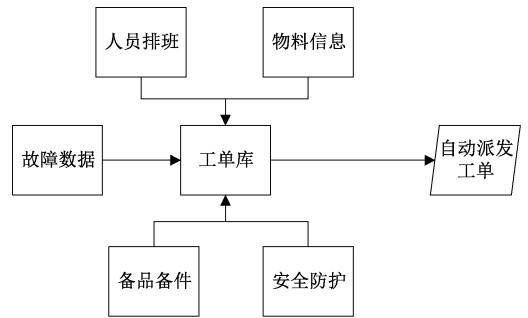 人员排班
物料信息
故障数据
工单库
自动派发
工单
备品备件
安全防护